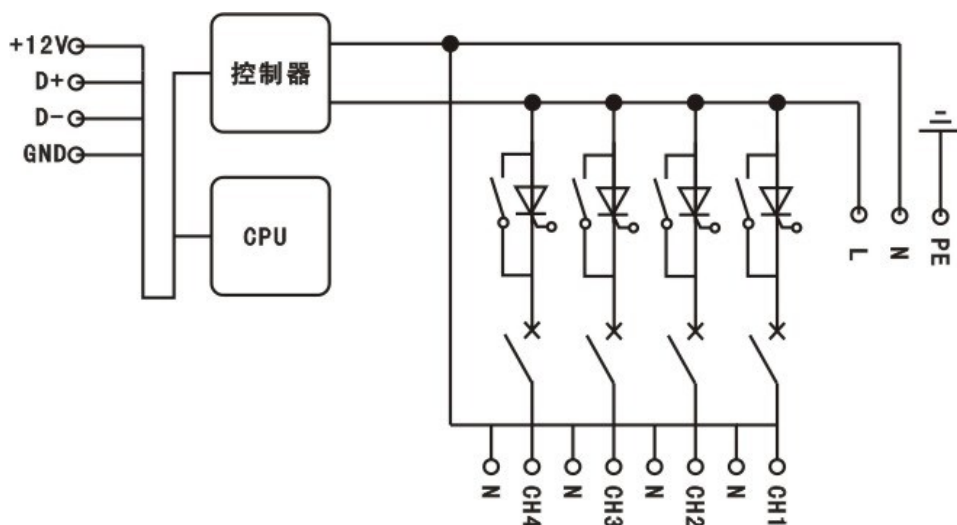 +12V
D+
D-
GND
控制器
CPU
L
N
PE
N
CH4
N
CH3
N
CH2
N
CH1